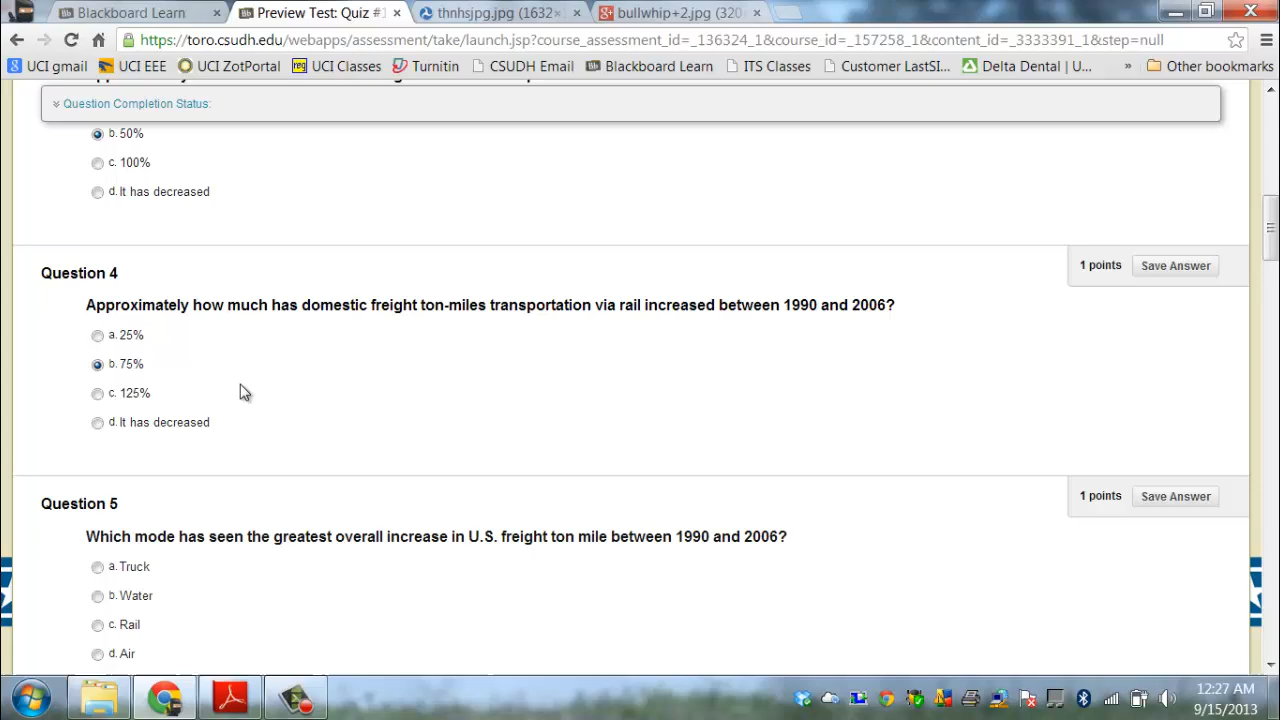 Blackboard Learn
Preview Test: Quiz #1
thnhsjpg.jpg (1632×
bullwhip+2.jpg (320
https://toro.csudh.edu/webapps/assessment/take/launch.jsp?course_assessment_id=_136324_1&course_id=_157258_1&content_id=_3333391_1&step=null
UCI gmail
UCI EEE
UCI ZotPortal
reg UCI Classes
Turnitin
CSUDH Email
Bb Blackboard Learn
ITS Classes
Customer LastSI...
Delta Dental | U...
»
Other bookmarks
Question Completion Status:
b. 50%
c. 100%
d. It has decreased
1 points Save Answer
Question 4
Approximately how much has domestic freight ton-miles transportation via rail increased between 1990 and 2006?
a. 25%
b. 75%
c. 125%
d. It has decreased
1 points Save Answer
Question 5
Which mode has seen the greatest overall increase in U.S. freight ton mile between 1990 and 2006?
a. Truck
b. Water
c. Rail
d. Air
12:27 AM
9/15/2013